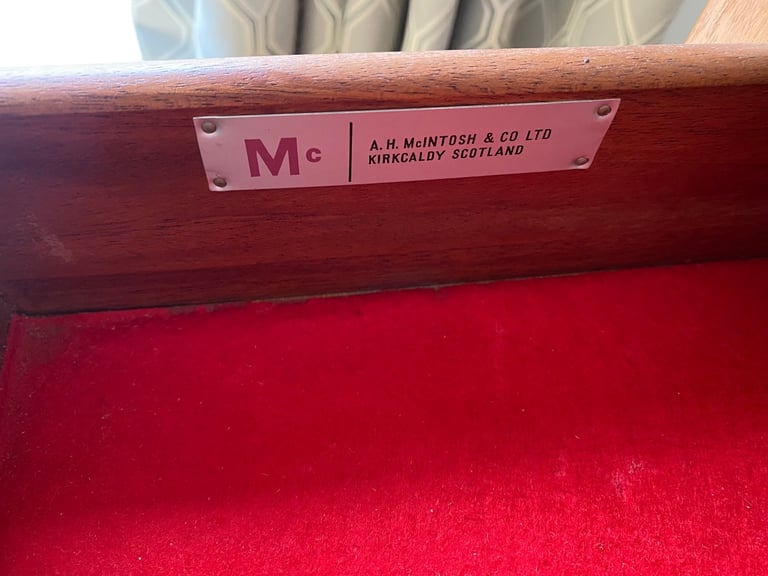 Mc
A. H. McINTOSH & CO LTD
KIRKCALDY SCOTLAND